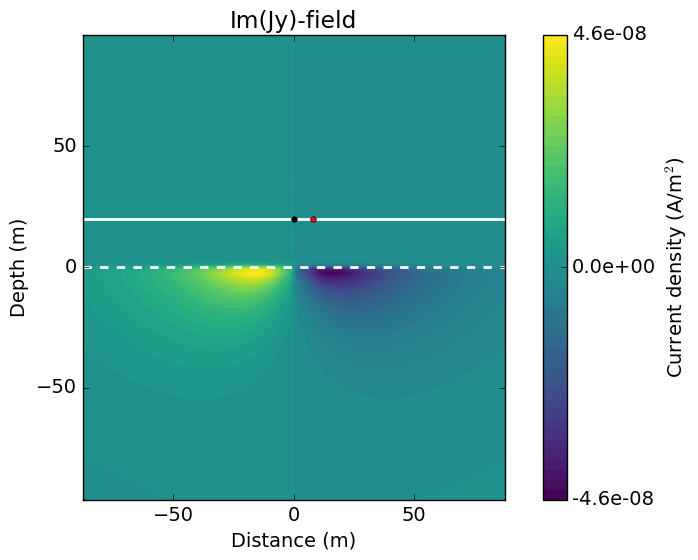 Im(Jy)-field
4.6e-08
0.0e+00
-4.6e-08
Current density (A/m²)
50
0
−50
Depth (m)
−50
0
50
Distance (m)